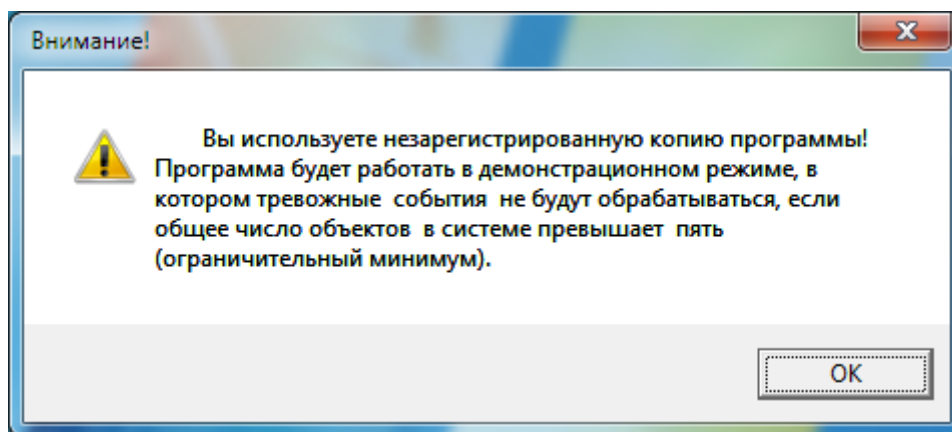 Внимание!
Вы используете незарегистрированную копию программы!
Программа будет работать в демонстрационном режиме, в
котором тревожные события не будут обрабатываться, если
общее число объектов в системе превышает пять
(ограничительный минимум).
OK